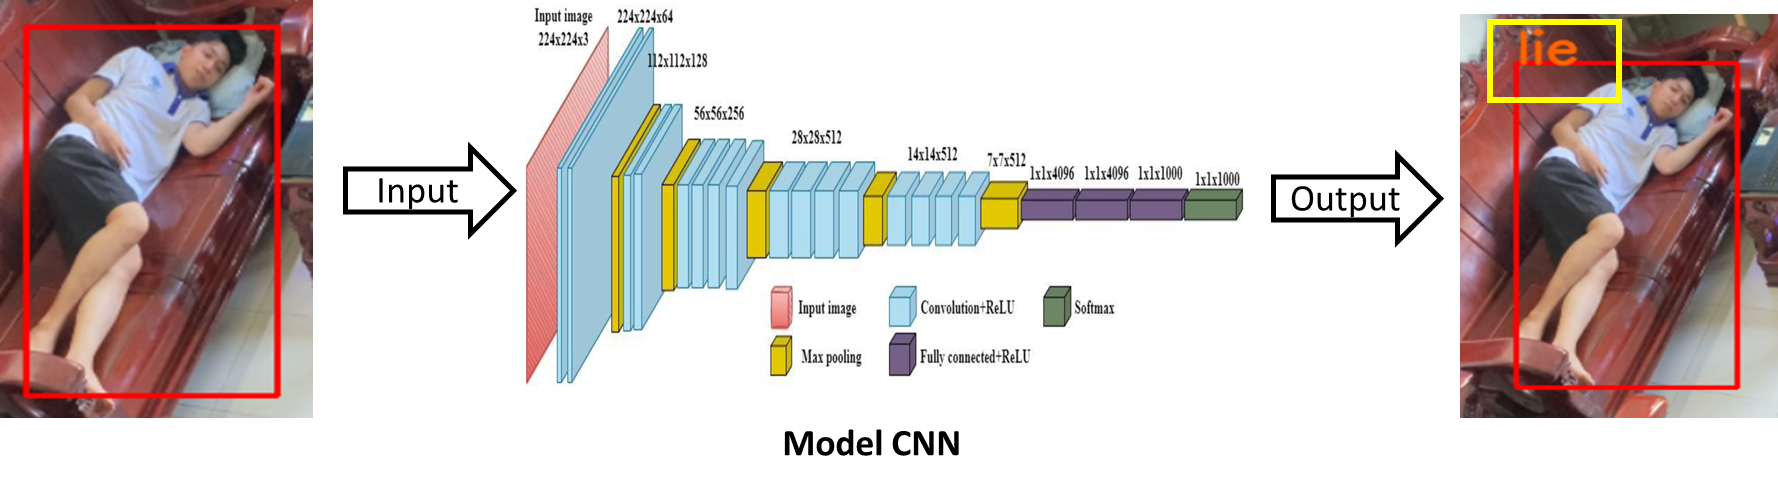 Input
Input image
224x224x3
224x224x64
112x112x128
56x56x256
28x28x512
14x14x512
7x7x512
1x1x4096
1x1x4096
1x1x1000
1x1x1000
Input image
Convolution+ReLU
Softmax
Max pooling
Fully connected+ReLU
Model CNN
Output
lie